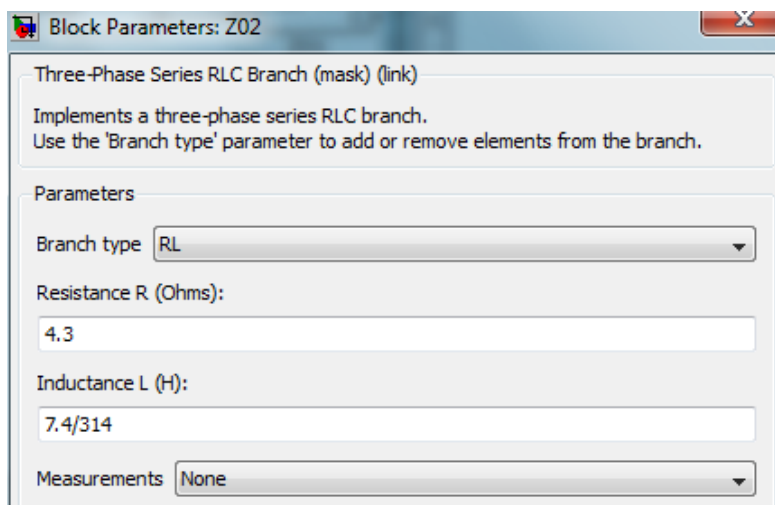 Block Parameters: Z02
Three-Phase Series RLC Branch (mask) (link)
Implements a three-phase series RLC branch.
Use the 'Branch type' parameter to add or remove elements from the branch.
Parameters
Branch type RL
Resistance R (Ohms):
4.3
Inductance L (H):
7.4/314
Measurements None